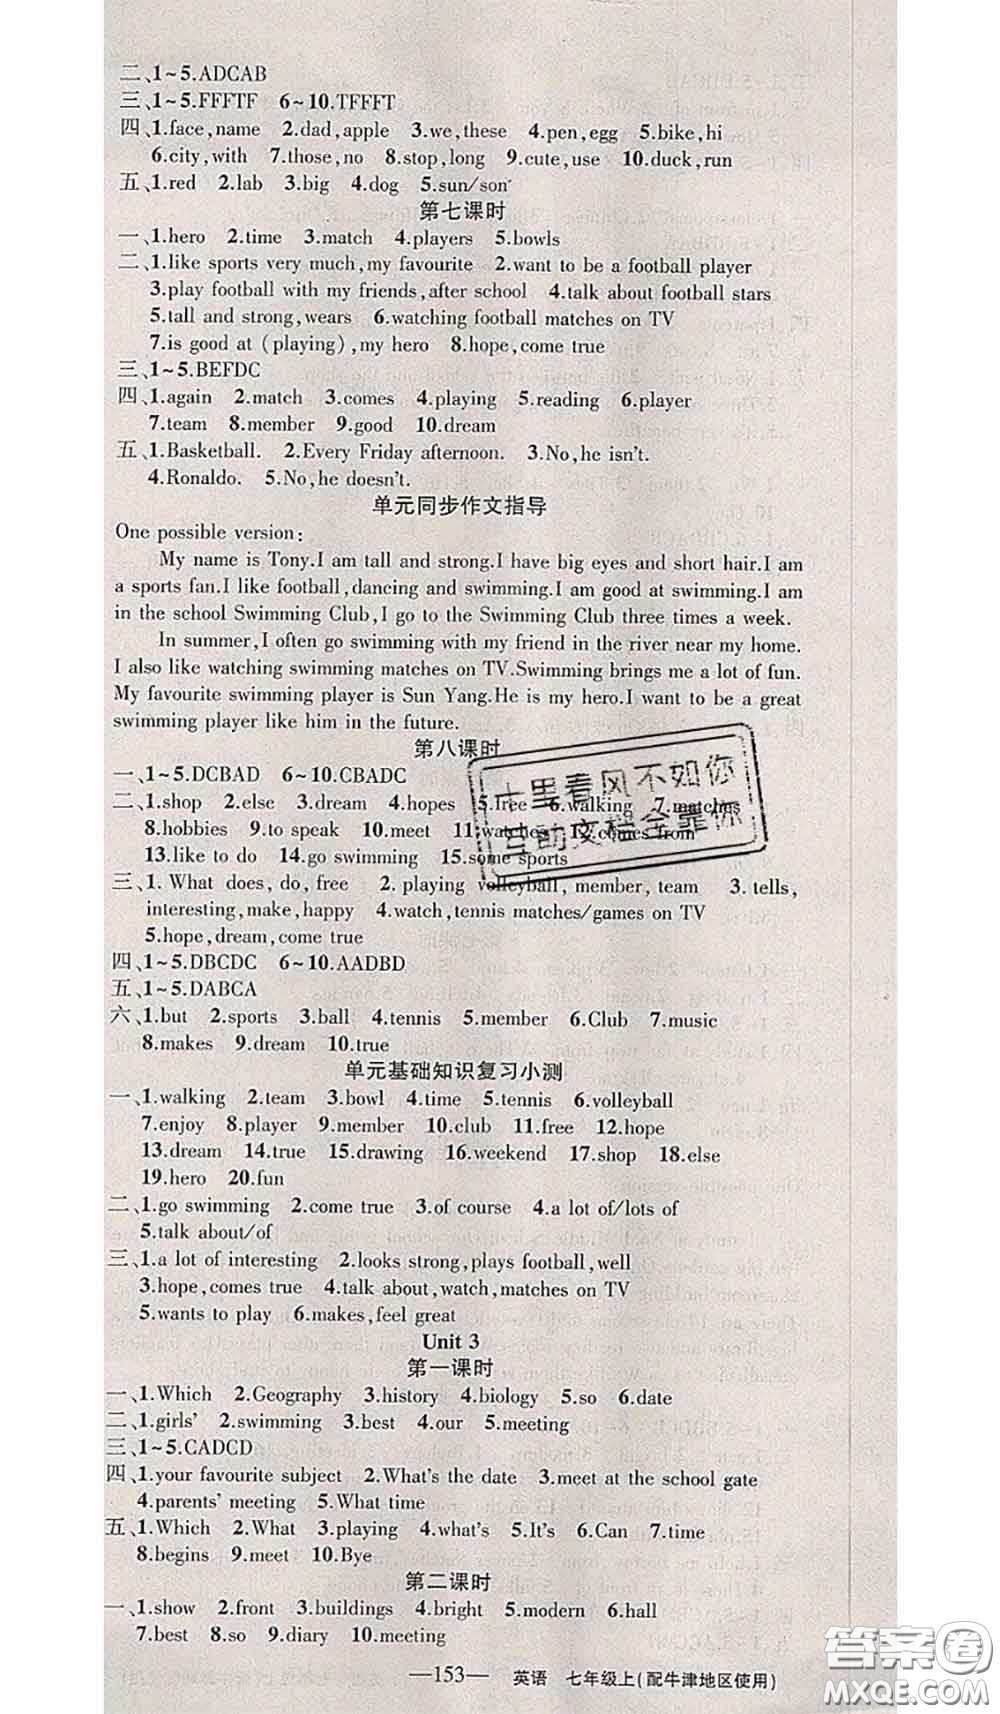 二、1~5.ADCAB
三、1~5.FFFTF 6~10.TFFFT
四、1.face,name 2.dad,apple 3.we,these 4.pen,egg 5.bike,hi
6.city,with 7.those,no 8.stop,long 9.cute,use 10.duck,run
五、1.red 2.lab 3.big 4.dog 5.sun/son
第七课时
一、1.hero 2.time 3.match 4.players 5.bowls
二、1.like sports very much,my favourite 2.want to be a football player
3.play football with my friends,after school 4.talk about football stars
5.tall and strong,wears 6.watching football matches on TV
7.is good at (playing),my hero 8.hope,come true
三、1~5.BEFDC
四、1.again 2.match 3.comes 4.playing 5.reading 6.player
7.team 8.member 9.good 10.dream
五、1.Basketball. 2.Every Friday afternoon. 3.No,he isn't.
4.Ronaldo. 5.No,he doesn't.
单元同步作文指导
One possible version:
My name is Tony.I am tall and strong.I have big eyes and short hair.I am
a sports fan.I like football,dancing and swimming.I am good at swimming.I am
in the school Swimming Club,I go to the Swimming Club three times a week.
In summer,I often go swimming with my friend in the river near my home.
I also like watching swimming matches on TV.Swimming brings me a lot of fun.
My favourite swimming player is Sun Yang.He is my hero.I want to be a great
swimming player like him in the future.
第八课时
一、1~5.DCBAD 6~10.CBADC
二、1.shop 2.else 3.dream 4.hopes 5.free 6.walking 7.matches
8.hobbies 9.to speak 10.meet 11.watches 12.comes from
13.like to do 14.go swimming 15.some sports
十里春风不如你
互助文档全靠你
三、1. What does, do, free 2. playing volleyball, member, team 3. tells,
interesting,make,happy 4.watch,tennis matches/games on TV
5.hope,dream,come true
四、1~5.DBCDC 6~10.AADBD
五、1~5.DABCA
六、1.but 2.sports 3.ball 4.tennis 5.member 6.Club 7.music
8.makes 9.dream 10.true
单元基础知识复习小测
一、1.walking 2.team 3.bowl 4.time 5.tennis 6.volleyball
7.enjoy 8.player 9.member 10.club 11.free 12.hope
13.dream 14.true 15.drawing 16.weekend 17.shop 18.else
19.hero 20.fun
二、1.go swimming 2.come true 3.of course 4.a lot of/lots of
5.talk about/of
三、1.a lot of interesting 2.looks strong,plays football,well
3.hope,comes true 4.talk about,watch,matches on TV
5.wants to play 6.makes,feel great
Unit 3
第一课时
一、1.Which 2.Geography 3.history 4.biology 5.so 6.date
二、1.girls' 2.swimming 3.best 4.our 5.meeting
三、1~5.CADCD
四、1.your favourite subject 2.What's the date 3.meet at the school gate
4.parents' meeting 5.What time
五、1.Which 2.What 3.playing 4.what's 5.It's 6.Can 7.time
8.begins 9.meet 10.Bye
第二课时
一、1.show 2.front 3.buildings 4.bright 5.modern 6.hall
7.best 8.so 9.diary 10.meeting
—153— 英语 七年级上(配牛津地区使用)
答案圈
MXQE.COM